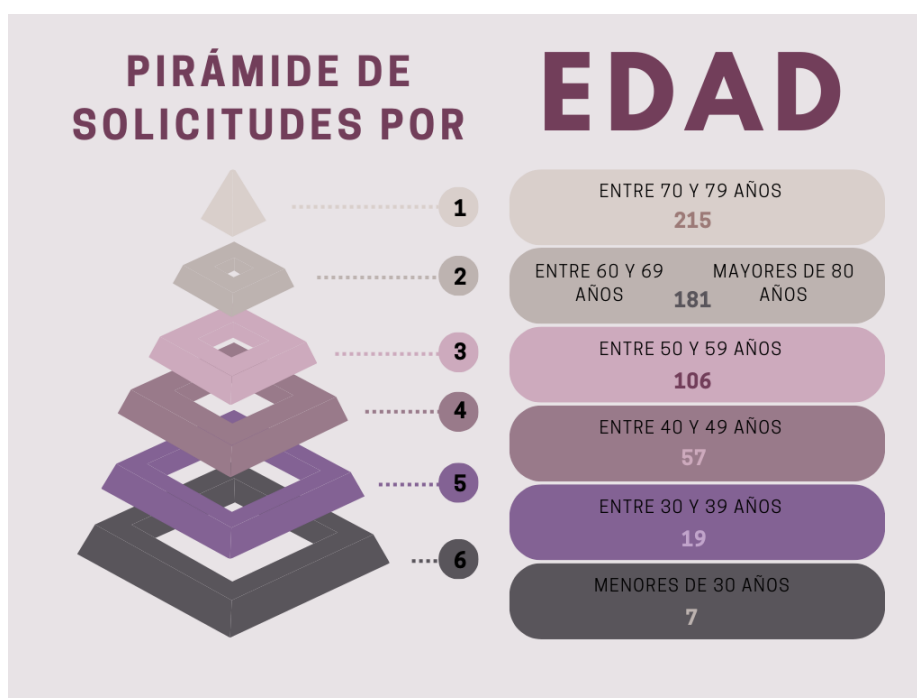 PIRÁMIDE DE
SOLICITUDES POR
EDAD
1
ENTRE 70 Y 79 AÑOS
215
2
ENTRE 60 Y 69
AÑOS
MAYORES DE 80
AÑOS
181
3
ENTRE 50 Y 59 AÑOS
106
4
ENTRE 40 Y 49 AÑOS
57
5
ENTRE 30 Y 39 AÑOS
19
6
MENORES DE 30 AÑOS
7